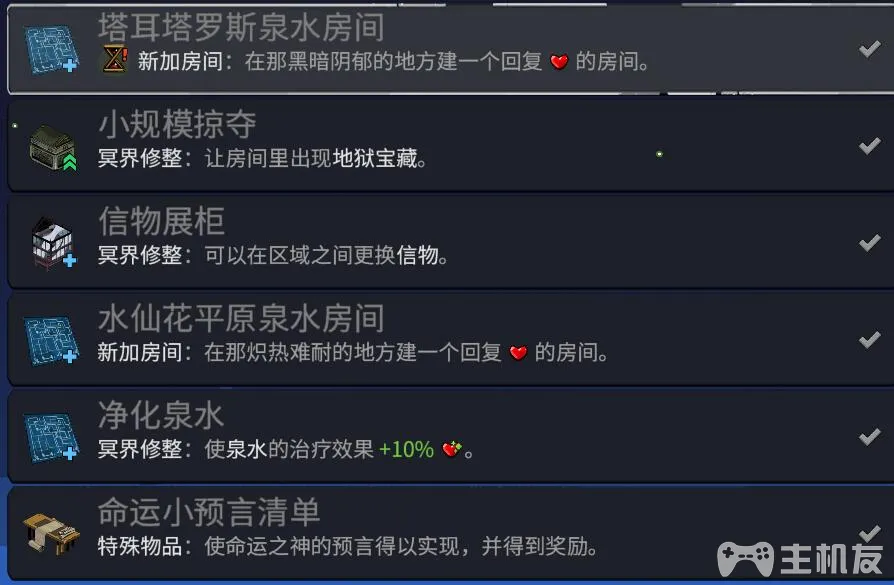 塔耳塔罗斯泉水房间
新加房间：在那黑暗阴郁的地方建一个回复 的房间。
小规模掠夺
冥界修整：让房间里出现地狱宝藏。
信物展柜
冥界修整：可以在区域之间更换信物。
水仙花平原泉水房间
新加房间：在那炽热难耐的地方建一个回复 的房间。
净化泉水
冥界修整：使泉水的治疗效果 +10% 。
命运小预言清单
特殊物品：使命运之神的预言得以实现，并得到奖励。
主机友